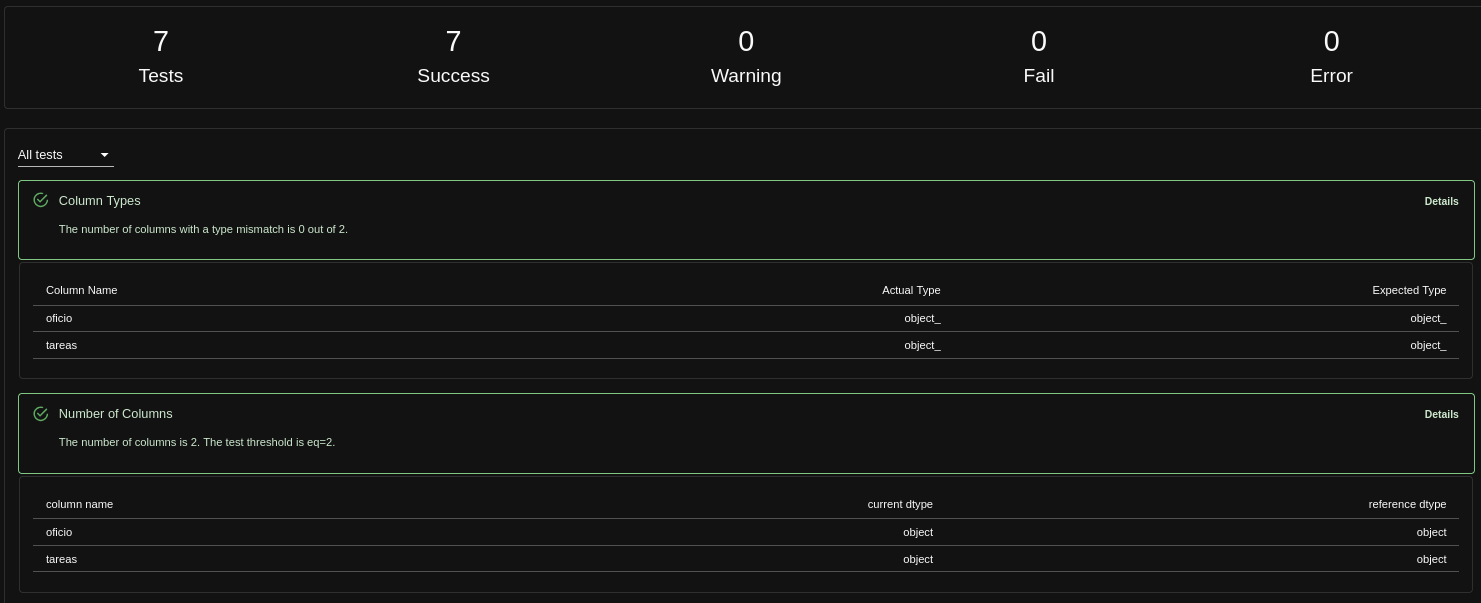 7 7 0 0 0
Tests Success Warning Fail Error
All tests
Column Types Details
The number of columns with a type mismatch is 0 out of 2.
Column Name Actual Type Expected Type
oficio object_ object_
tareas object_ object_
Number of Columns Details
The number of columns is 2. The test threshold is eq=2.
column name current dtype reference dtype
oficio object object
tareas object object